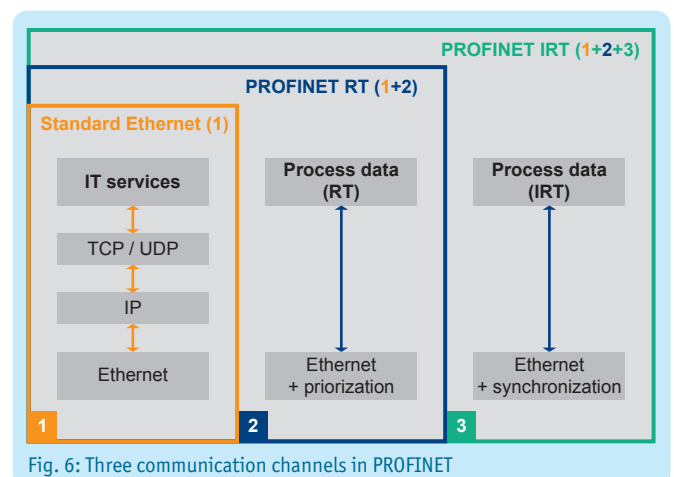 PROFINET IRT (1+2+3)
PROFINET RT (1+2)
Standard Ethernet (1)
IT services
TCP / UDP
IP
Ethernet
1
Process data
(RT)
Ethernet
+ priorization
2
Process data
(IRT)
Ethernet
+ synchronization
3
Fig. 6: Three communication channels in PROFINET